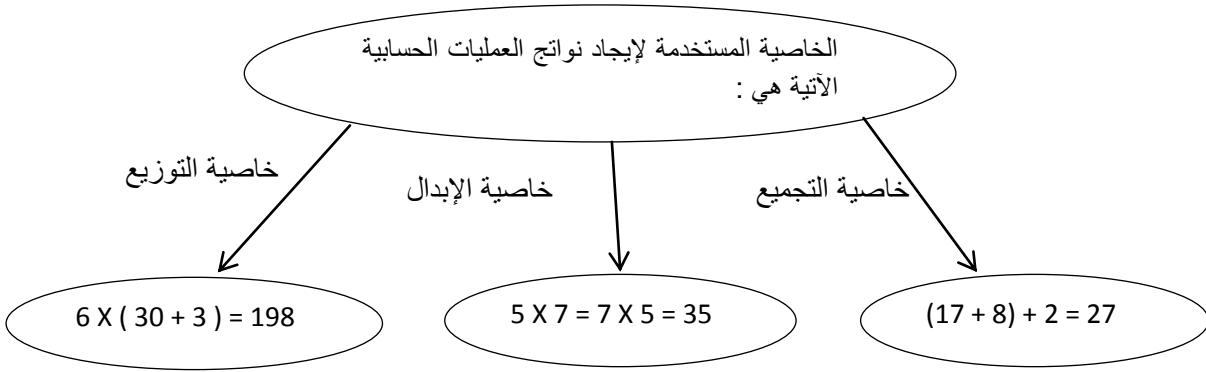 الخاصية المستخدمة لإيجاد نواتج العمليات الحسابية
الآتية هي :
خاصية التجميع
خاصية الإبدال
خاصية التوزيع
(17 + 8) + 2 = 27
5 X 7 = 7 X 5 = 35
6 X ( 30 + 3 ) = 198